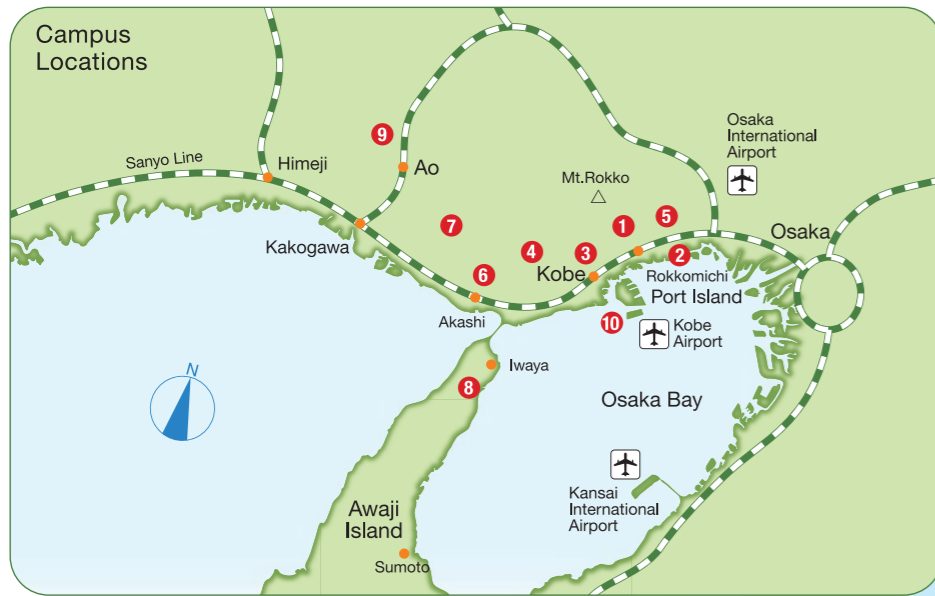 Campus
Locations
Osaka
International
Airport
9
Sanyo Line
Himeji
Ao
Mt.Rokko
7
1
5
Osaka
Kakogawa
4
3
2
6
Kobe
Rokkomichi
Port Island
Akashi
10
Kobe
Airport
Iwaya
N
8
Osaka Bay
Kansai
International
Airport
Awaji
Island
Sumoto